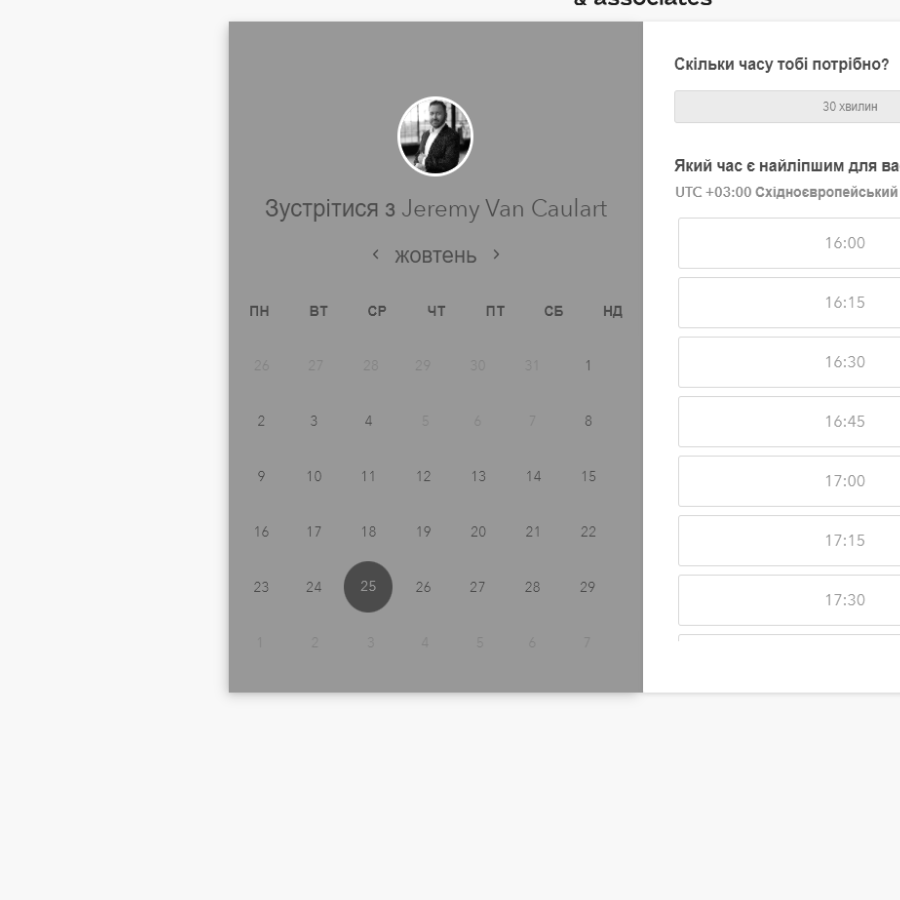 & associates
Зустрітися з Jeremy Van Caulart
жовтень
ПН ВТ СР ЧТ ПТ СБ НД
26 27 28 29 30 31 1
2 3 4 5 6 7 8
9 10 11 12 13 14 15
16 17 18 19 20 21 22
23 24 25 26 27 28 29
1 2 3 4 5 6 7
Скільки часу тобі потрібно?
30 хвилин
Який час є найліпшим для ва
UTC +03:00 Східноєвропейський
16:00
16:15
16:30
16:45
17:00
17:15
17:30